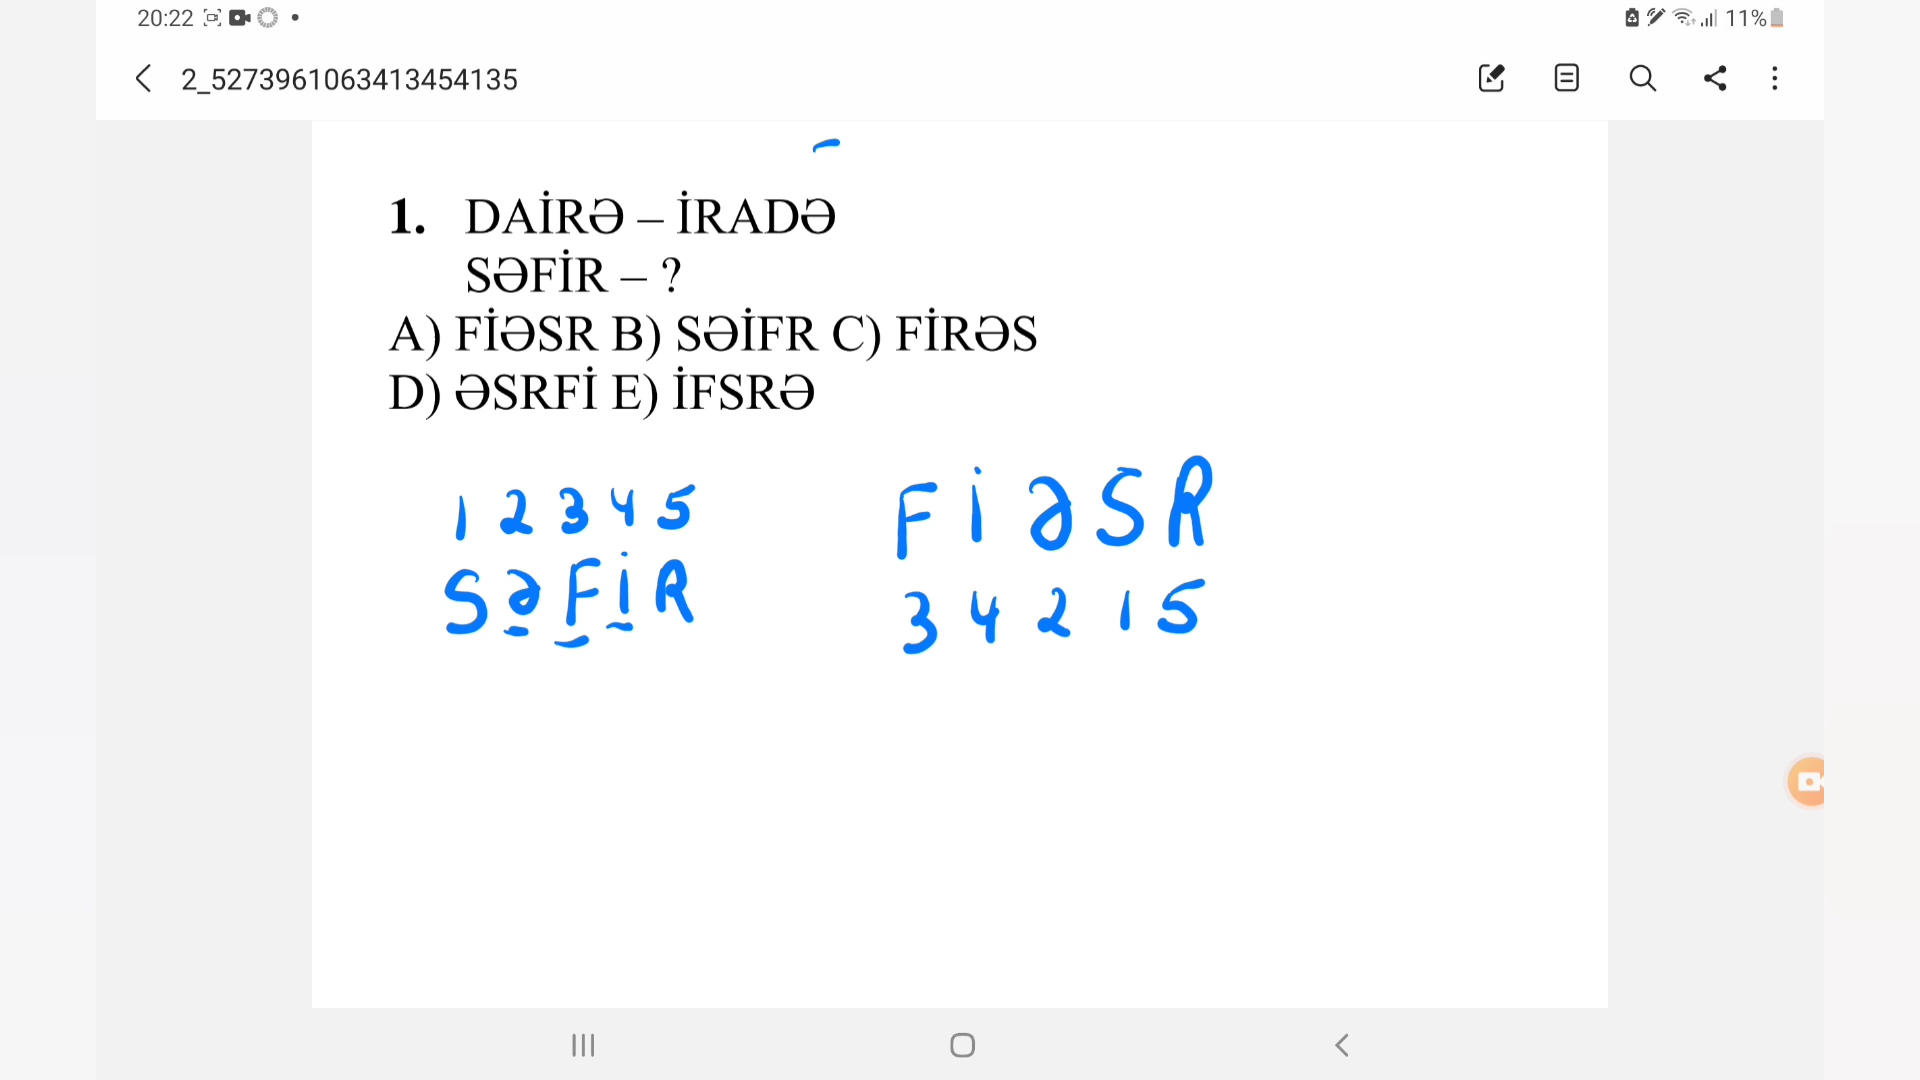 20:22
11%
2_5273961063413454135
1. DAİRƏ – İRADƏ
SƏFİR – ?
A) FİƏSR B) SƏİFR C) FİRƏS
D) ƏSRFİ E) İFSRƏ
1 2 3 4 5
SƏFİR
FİƏSR
3 4 2 1 5